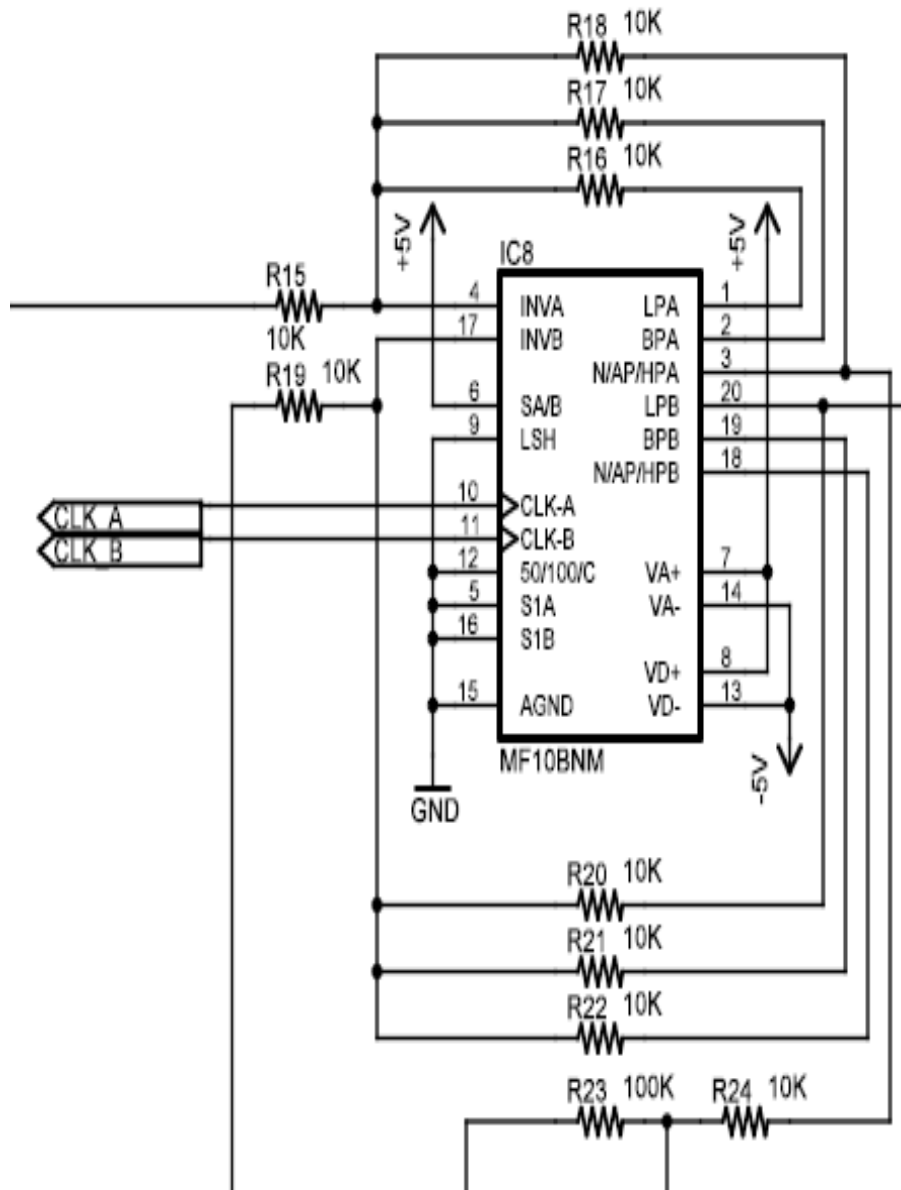 R18 10K
R17 10K
R16 10K
+5V
+5V
IC8
R15
10K
4 INVA LPA 1
17 INVB BPA 2
N/AP/HPA 3
R19 10K
6 SA/B LPB 20
9 LSH BPB 19
N/AP/HPB 18
CLK_A 10 CLK-A
CLK_B 11 CLK-B
12 50/100/C VA+ 7
5 S1A VA- 14
16 S1B
VD+ 8
15 AGND VD- 13
MF10BNM
-5V
GND
R20 10K
R21 10K
R22 10K
R23 100K R24 10K